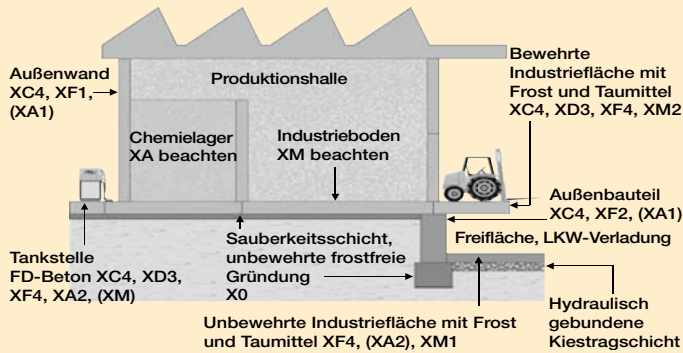 Außenwand
XC4, XF1,
(XA1)
Produktionshalle
Bewehrte
Industriefläche mit
Frost und Taumittel
XC4, XD3, XF4, XM2
Chemielager
XA beachten
Industrieboden
XM beachten
Außenbauteil
XC4, XF2, (XA1)
Freifläche, LKW-Verladung
Tankstelle
FD-Beton XC4, XD3,
XF4, XA2, (XM)
Sauberkeitsschicht,
unbewehrte frostfreie
Gründung
X0
Unbewehrte Industriefläche mit Frost
und Taumittel XF4, (XA2), XM1
Hydraulisch
gebundene
Kiestragschicht